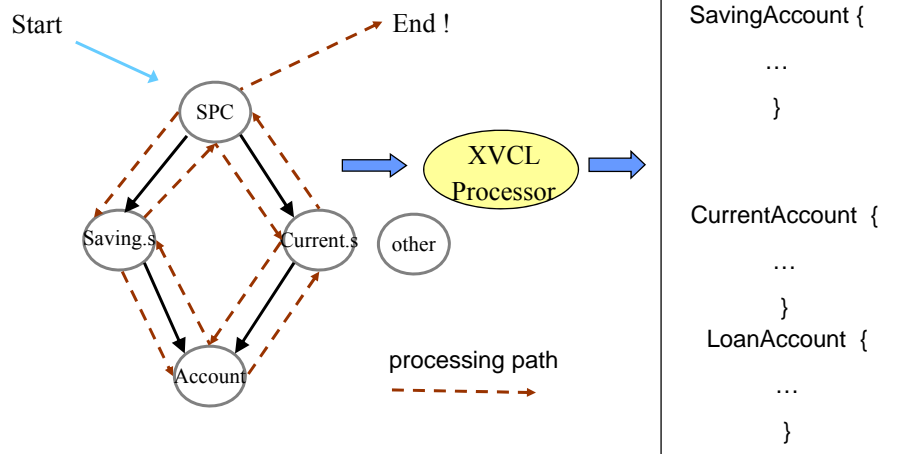 Start
End !
SPC
Saving.s
Current.s
other
Account
XVCL
Processor
processing path
SavingAccount {
…
}
CurrentAccount {
…
}
LoanAccount {
…
}